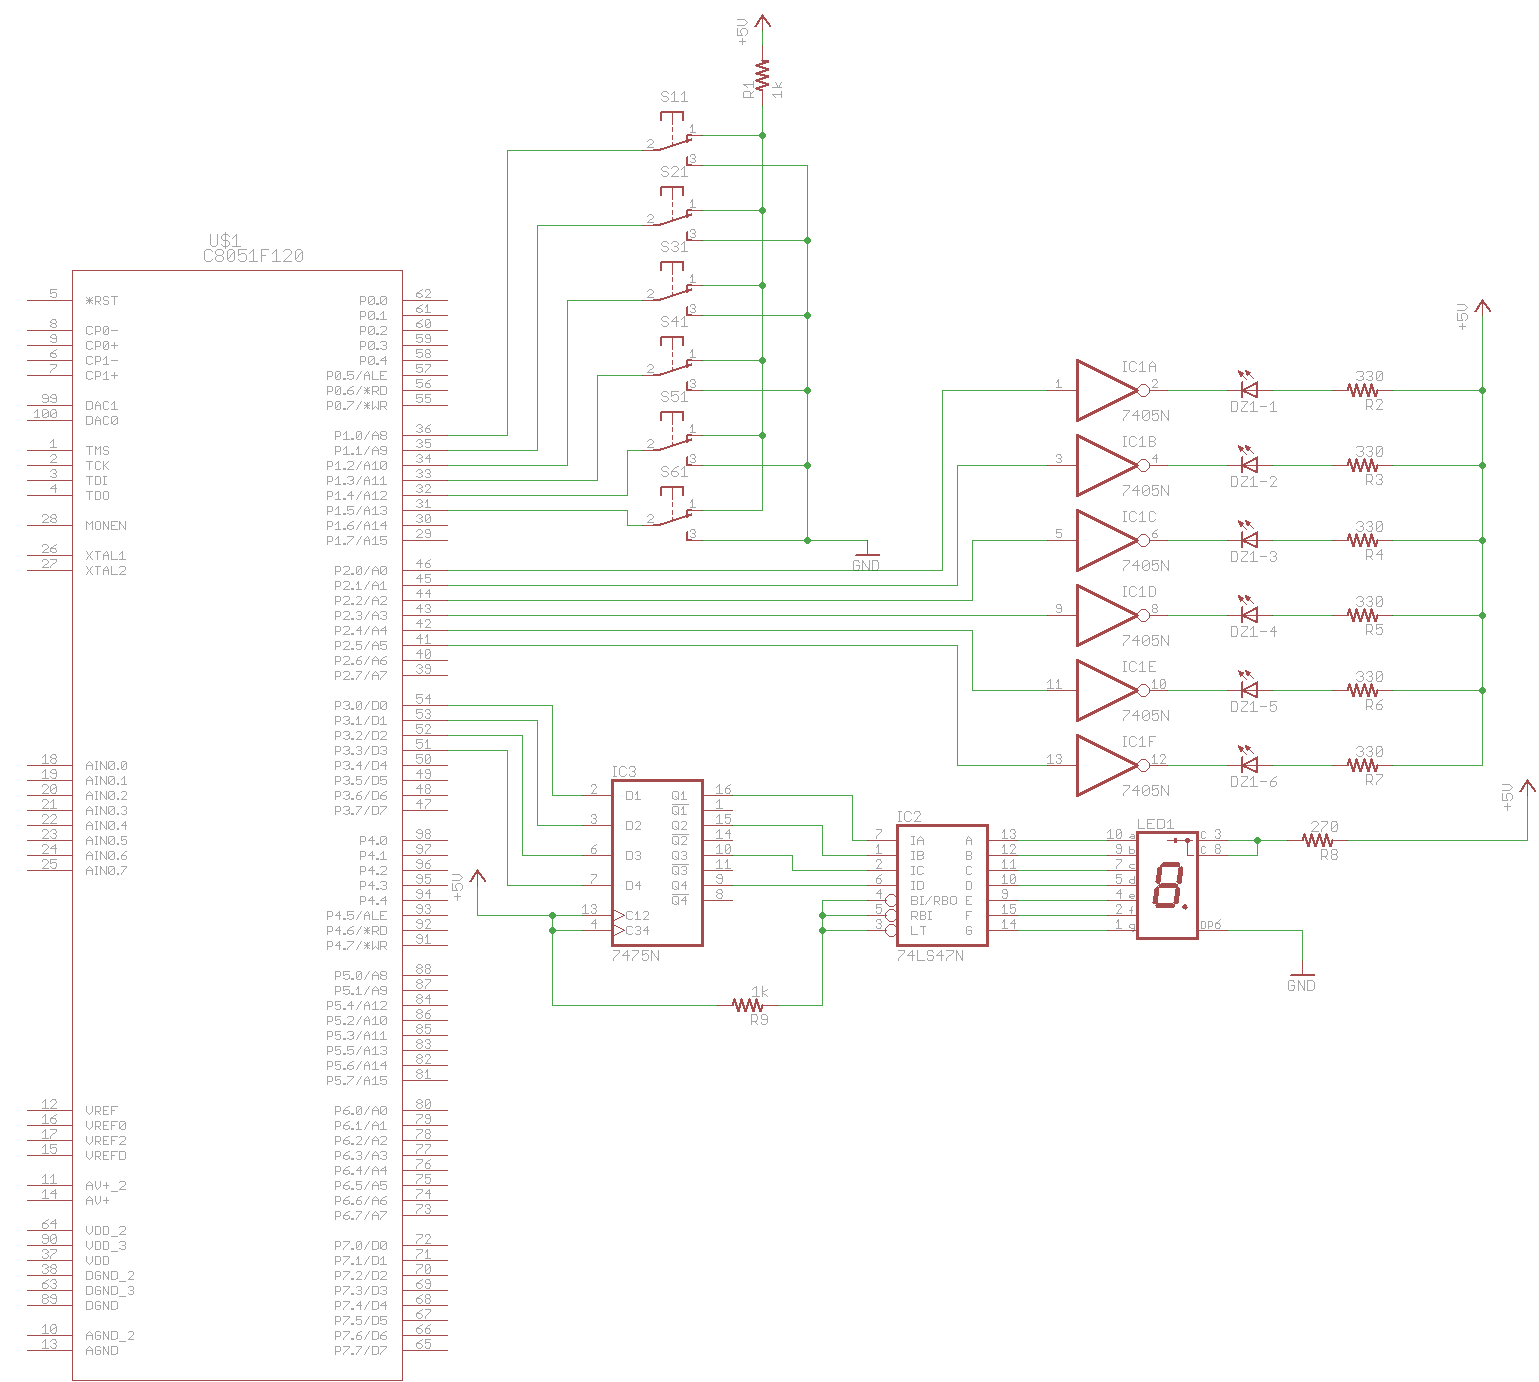 +5V
R1
1k
S11
1
2
3
S21
1
2
3
S31
1
2
3
S41
1
2
3
S51
1
2
3
S61
1
2
3
GND
U$1
C8051F120
5 *RST
8 CP0-
9 CP0+
6 CP1-
7 CP1+
99 DAC1
100 DAC0
1 TMS
2 TCK
3 TDI
4 TDO
28 MONEN
26 XTAL1
27 XTAL2
18 AIN0.0
19 AIN0.1
20 AIN0.2
21 AIN0.3
22 AIN0.4
23 AIN0.5
24 AIN0.6
25 AIN0.7
12 VREF
16 VREF0
17 VREF2
15 VREFD
11 AV+_2
14 AV+
64 VDD_2
90 VDD_3
37 VDD
38 DGND_2
63 DGND_3
89 DGND
10 AGND_2
13 AGND
P0.0 62
P0.1 61
P0.2 60
P0.3 59
P0.4 58
P0.5/ALE 57
P0.6/*RD 56
P0.7/*WR 55
P1.0/A8 36
P1.1/A9 35
P1.2/A10 34
P1.3/A11 33
P1.4/A12 32
P1.5/A13 31
P1.6/A14 30
P1.7/A15 29
P2.0/A0 46
P2.1/A1 45
P2.2/A2 44
P2.3/A3 43
P2.4/A4 42
P2.5/A5 41
P2.6/A6 40
P2.7/A7 39
P3.0/D0 54
P3.1/D1 53
P3.2/D2 52
P3.3/D3 51
P3.4/D4 50
P3.5/D5 49
P3.6/D6 48
P3.7/D7 47
P4.0 98
P4.1 97
P4.2 96
P4.3 95
P4.4 94
P4.5/ALE 93
P4.6/*RD 92
P4.7/*WR 91
P5.0/A8 88
P5.1/A9 87
P5.4/A12 84
P5.2/A10 86
P5.3/A11 85
P5.5/A13 83
P5.6/A14 82
P5.7/A15 81
P6.0/A0 80
P6.1/A1 79
P6.2/A2 78
P6.3/A3 77
P6.4/A4 76
P6.5/A5 75
P6.6/A6 74
P6.7/A7 73
P7.0/D0 72
P7.1/D1 71
P7.2/D2 70
P7.3/D3 69
P7.4/D4 68
P7.5/D5 67
P7.6/D6 66
P7.7/D7 65
+5V
1 IC1A 2
7405N
DZ1-1
330
R2
3 IC1B 4
7405N
DZ1-2
330
R3
5 IC1C 6
7405N
DZ1-3
330
R4
9 IC1D 8
7405N
DZ1-4
330
R5
11 IC1E 10
7405N
DZ1-5
330
R6
13 IC1F 12
7405N
DZ1-6
330
R7
+5V
IC3
2 D1 Q1 16
Q1 1
3 D2 Q2 15
Q2 14
6 D3 Q3 10
Q3 11
7 D4 Q4 9
Q4 8
13 C12
4 C34
7475N
1k
R9
IC2
7 IA A 13
1 IB B 12
2 IC C 11
6 ID D 10
4 BI/RBO E 9
5 RBI F 15
3 LT G 14
74LS47N
LED1
10 a C 3
9 b C 8
7 c
5 d
4 e
2 f
1 g DP6
8.
GND
270
R8
+5V